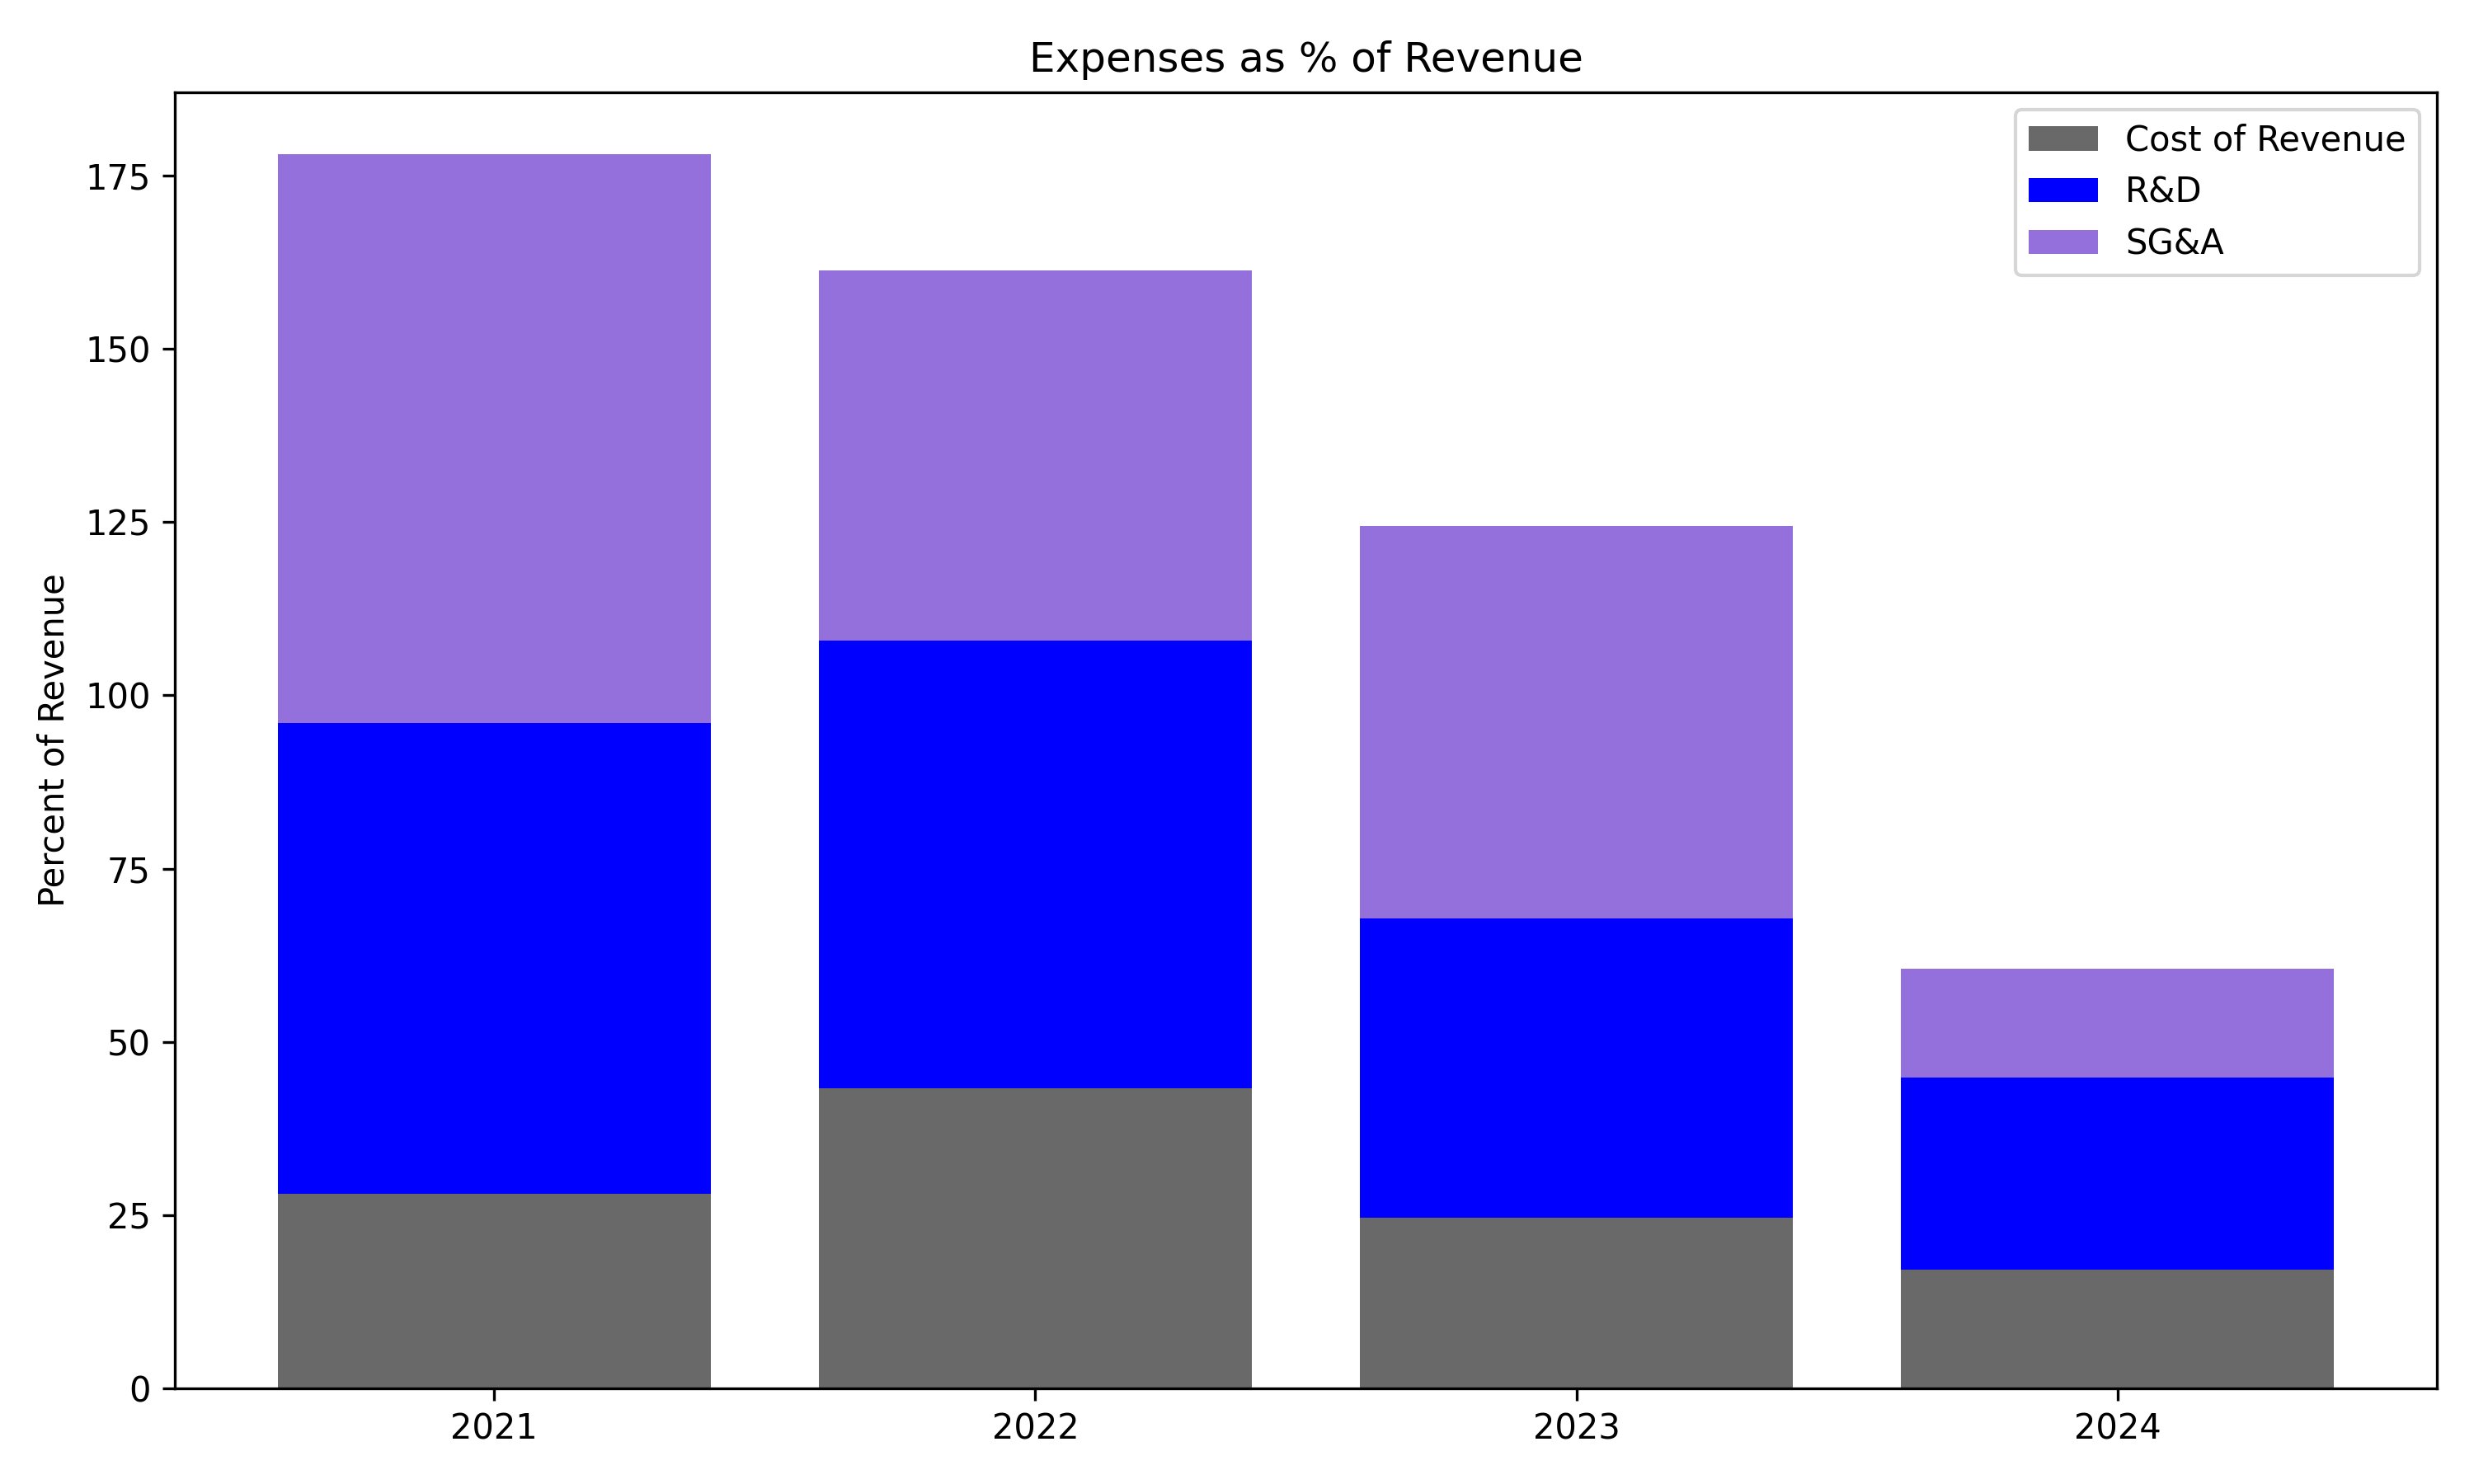 Expenses as % of Revenue
Cost of Revenue
R&D
SG&A
Percent of Revenue
175
150
125
100
75
50
25
0
2021
2022
2023
2024